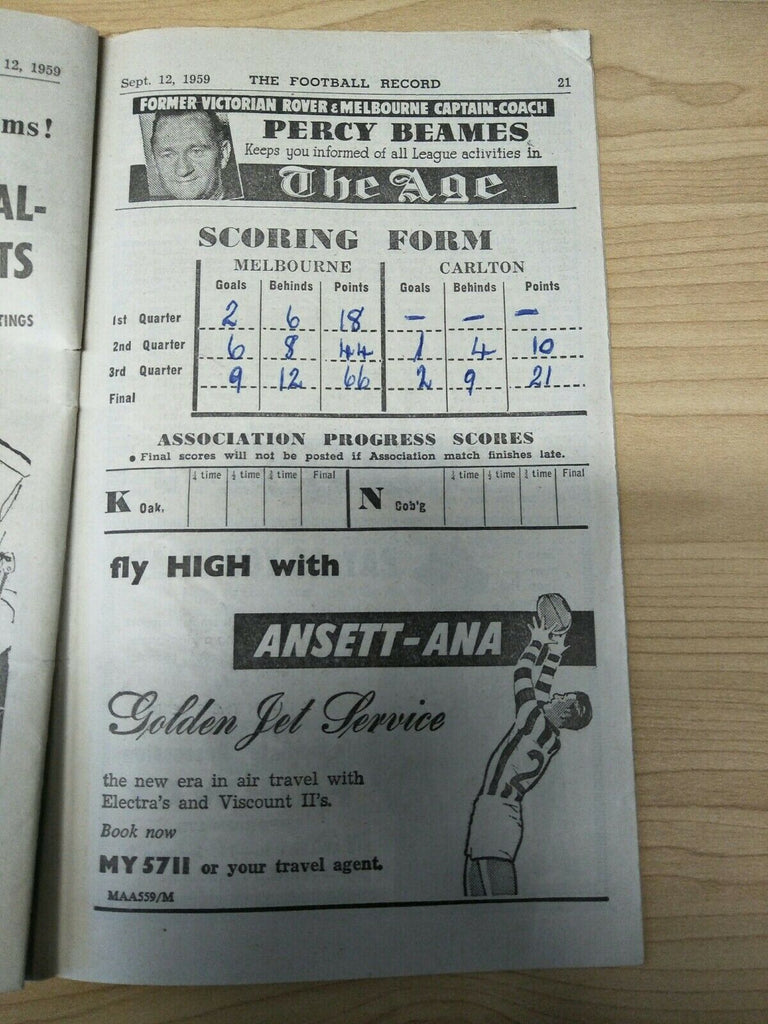 12, 1959
ms!
AL-
TS
TINGS
Sept. 12, 1959 THE FOOTBALL RECORD 21
FORMER VICTORIAN ROVER & MELBOURNE CAPTAIN-COACH
PERCY BEAMES
Keeps you informed of all League activities in
The Age
SCORING FORM
MELBOURNE CARLTON
Goals Behinds Points Goals Behinds Points
1st Quarter 2 6 18 - - -
2nd Quarter 6 8 44 1 4 10
3rd Quarter 9 12 66 2 9 21
Final
ASSOCIATION PROGRESS SCORES
• Final scores will not be posted if Association match finishes late.
¼ time ½ time ¾ time Final ¼ time ½ time ¾ time Final
K Oak. N Cob'g
fly HIGH with
ANSETT-ANA
Golden Jet Service
the new era in air travel with
Electra's and Viscount II's.
Book now
MY 5711 or your travel agent.
MAA559/M